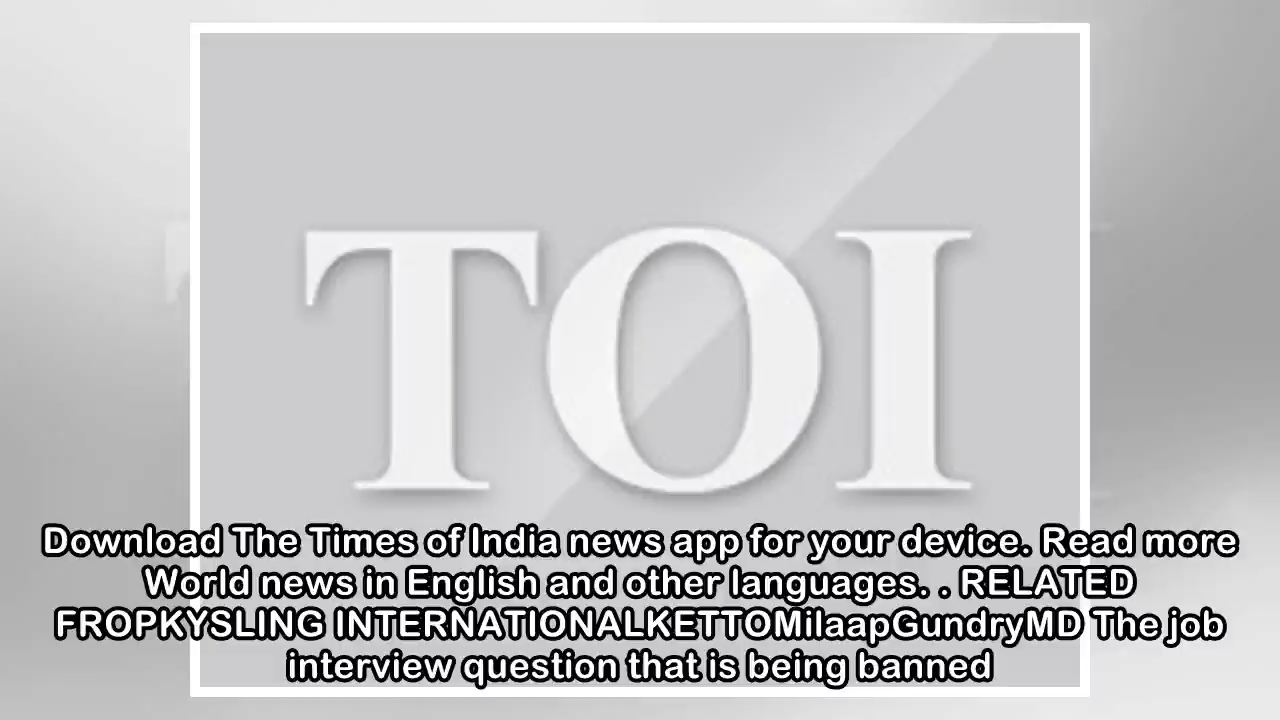 TOI
Download The Times of India news app for your device. Read more
World news in English and other languages. . RELATED
FROPKYSLING INTERNATIONALKETTOMilaapGundryMD The job
interview question that is being banned